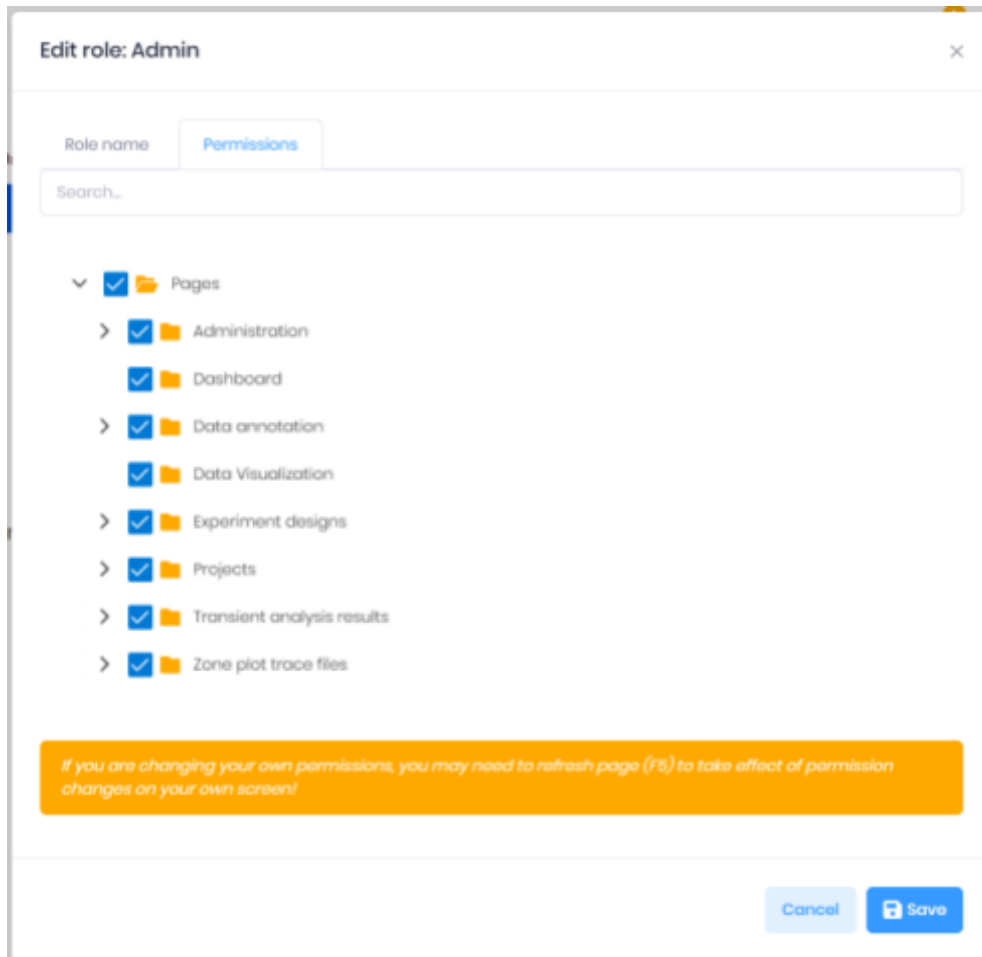 Edit role: Admin
Role name
Permissions
Search...
Pages
Administration
Dashboard
Data annotation
Data Visualization
Experiment designs
Projects
Transient analysis results
Zone plot trace files
If you are changing your own permissions, you may need to refresh page (F5) to take effect of permission
changes on your own screen!
Cancel
Save